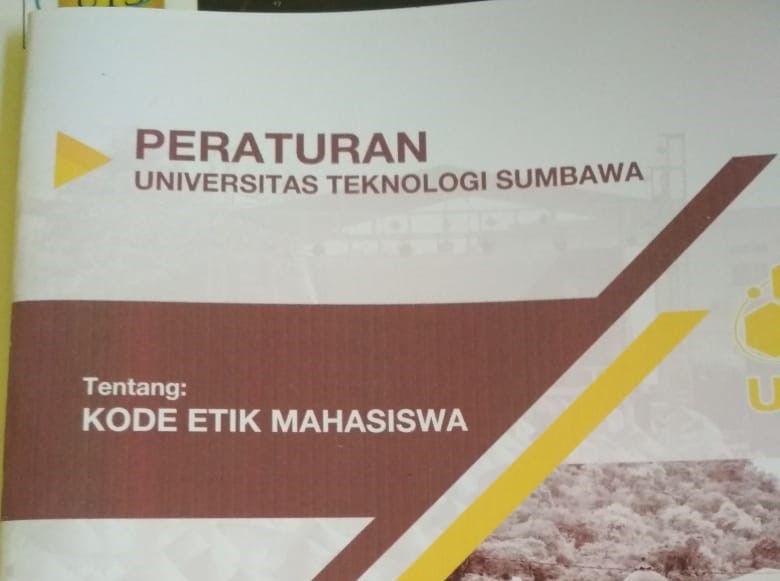 PERATURAN
UNIVERSITAS TEKNOLOGI SUMBAWA
Tentang:
KODE ETIK MAHASISWA